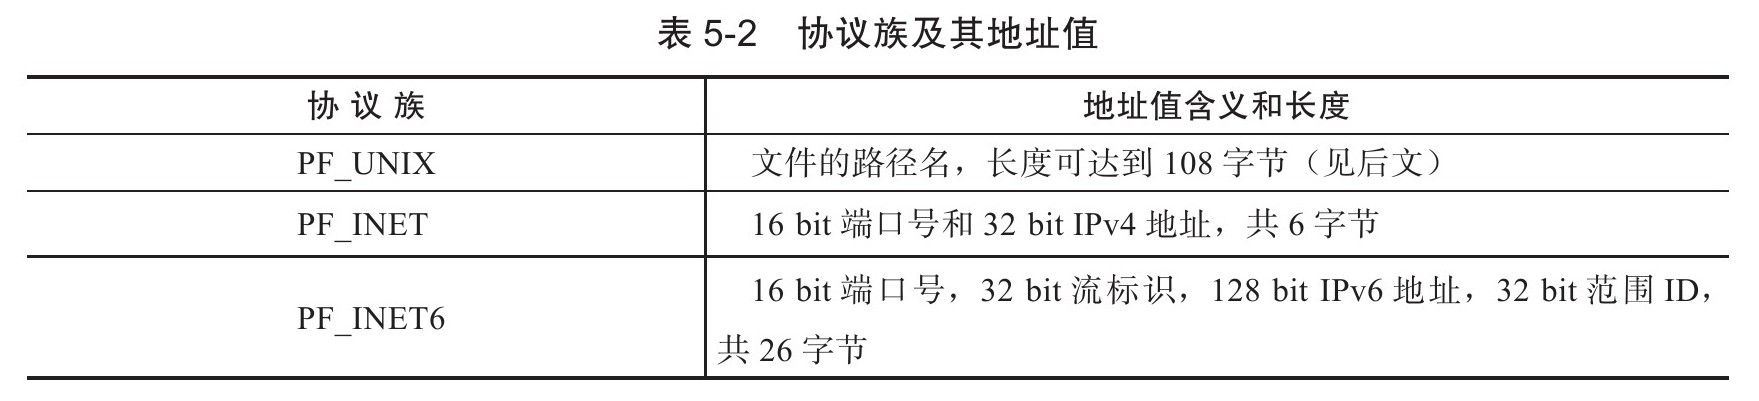 表 5-2 协议族及其地址值
协 议 族 地址值含义和长度
PF_UNIX 文件的路径名，长度可达到 108 字节（见后文）
PF_INET 16 bit 端口号和 32 bit IPv4 地址，共 6 字节
PF_INET6 16 bit 端口号，32 bit 流标识，128 bit IPv6 地址，32 bit 范围 ID，
共 26 字节